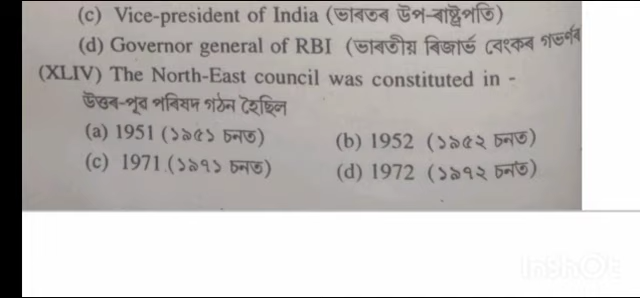 (c) Vice-president of India (ভাৰতৰ উপ-ৰাষ্ট্ৰপতি)
(d) Governor general of RBI (ভাৰতীয় ৰিজাৰ্ভ বেংকৰ গভৰ্ণৰ
(XLIV) The North-East council was constituted in -
উত্তৰ-পূৱ পৰিষদ গঠন হৈছিল
(a) 1951 (১৯৫১ চনত) (b) 1952 (১৯৫২ চনত)
(c) 1971 (১৯৭১ চনত) (d) 1972 (১৯৭২ চনত)
InShOt